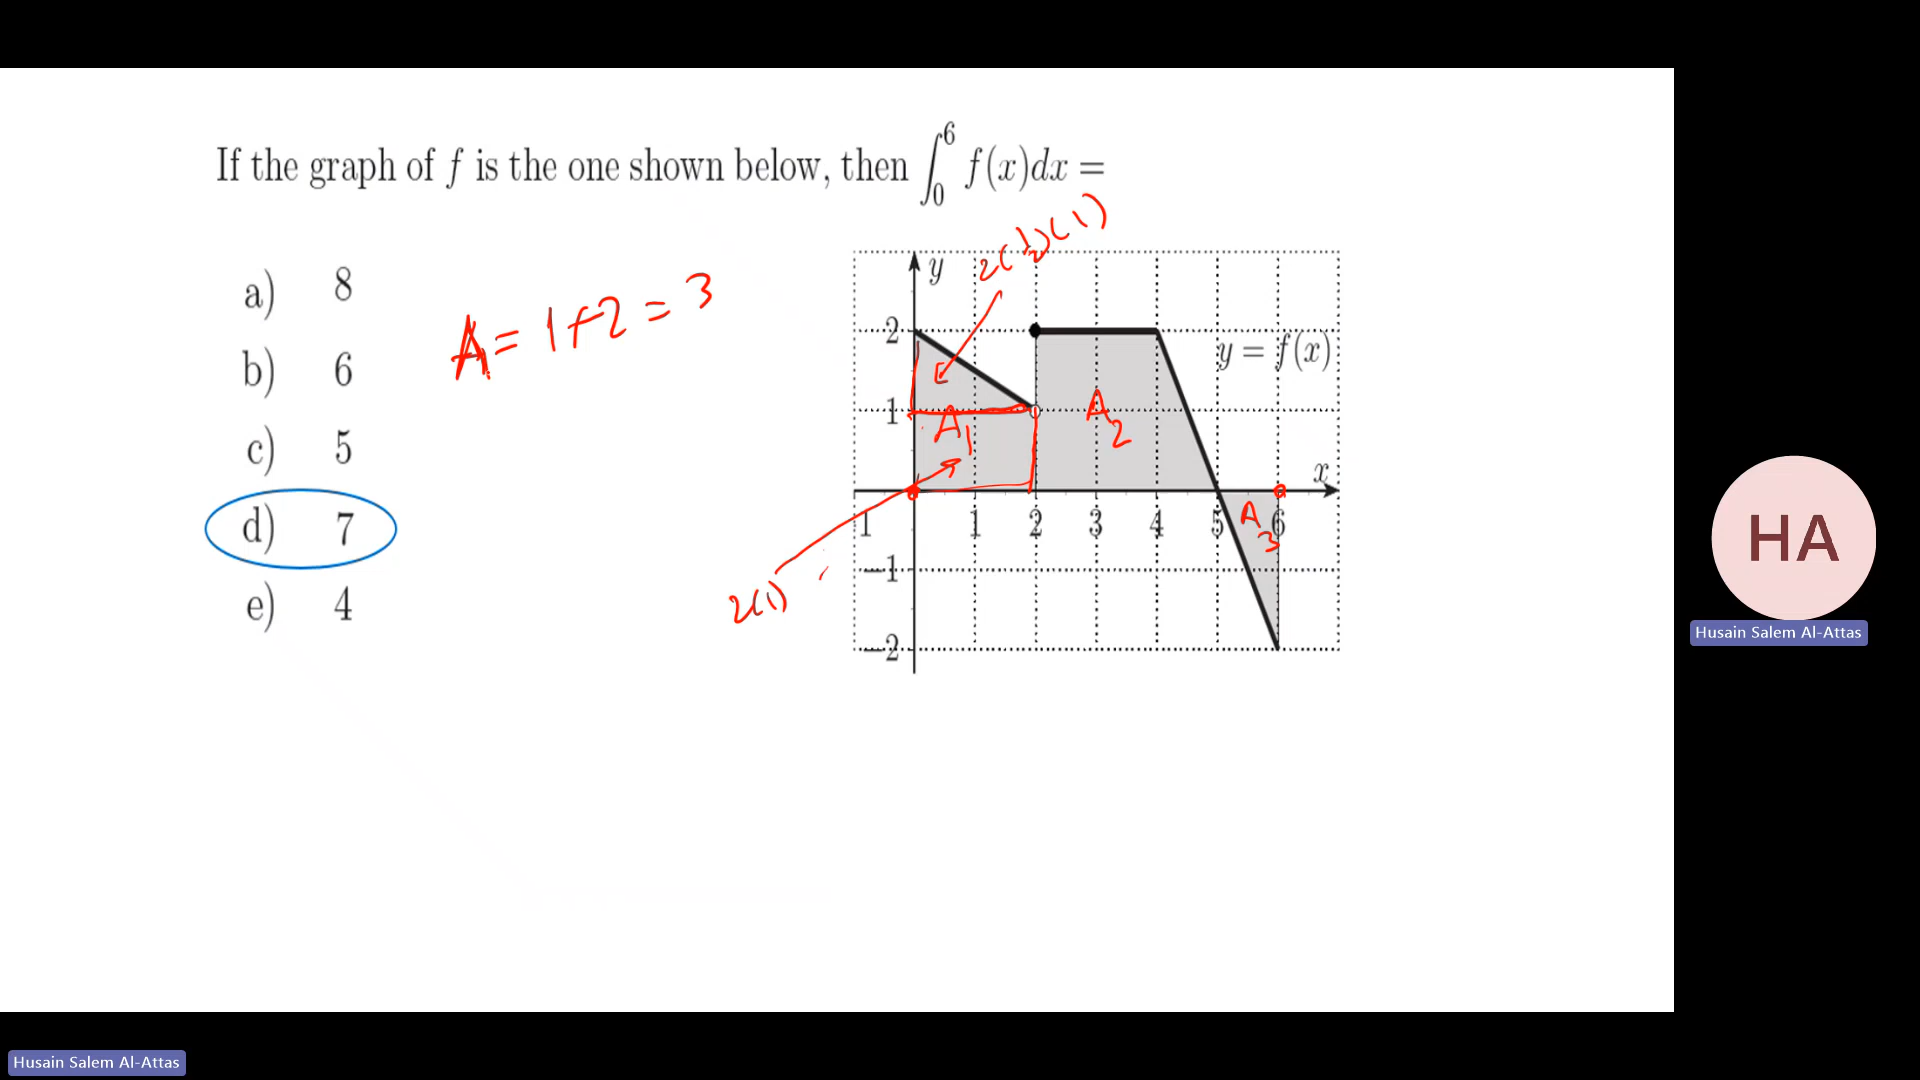 If the graph of f is the one shown below, then ∫₀⁶ f(x)dx =
a) 8
b) 6
c) 5
d) 7
e) 4
A₁ = 1+2 = 3
2(½)(1)
y
2
y = f(x)
1
A₁
A₂
x
1 1 2 3 4 5 6
A₃
−1
2(1)
−2
HA
Husain Salem Al-Attas
Husain Salem Al-Attas